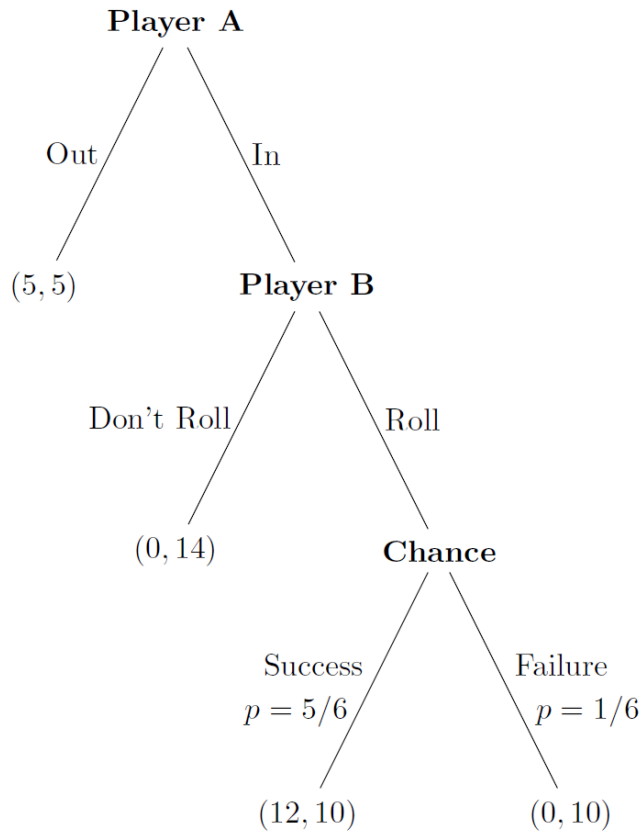 Player A
Out
In
(5, 5)
Player B
Don't Roll
Roll
(0, 14)
Chance
Success
Failure
p = 5/6
p = 1/6
(12, 10)
(0, 10)